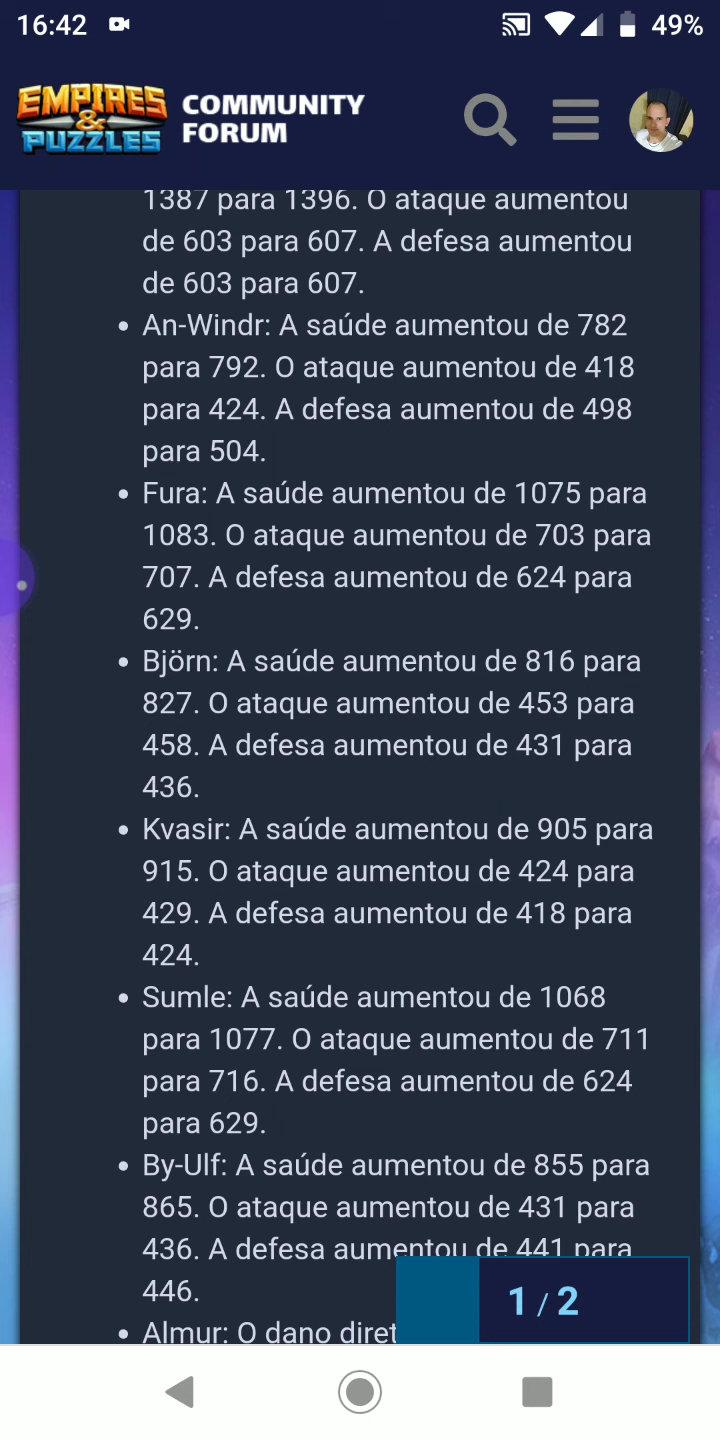 16:42
49%
EMPIRES & PUZZLES
COMMUNITY
FORUM
1387 para 1396. O ataque aumentou
de 603 para 607. A defesa aumentou
de 603 para 607.
• An-Windr: A saúde aumentou de 782
para 792. O ataque aumentou de 418
para 424. A defesa aumentou de 498
para 504.
• Fura: A saúde aumentou de 1075 para
1083. O ataque aumentou de 703 para
707. A defesa aumentou de 624 para
629.
• Björn: A saúde aumentou de 816 para
827. O ataque aumentou de 453 para
458. A defesa aumentou de 431 para
436.
• Kvasir: A saúde aumentou de 905 para
915. O ataque aumentou de 424 para
429. A defesa aumentou de 418 para
424.
• Sumle: A saúde aumentou de 1068
para 1077. O ataque aumentou de 711
para 716. A defesa aumentou de 624
para 629.
• By-Ulf: A saúde aumentou de 855 para
865. O ataque aumentou de 431 para
436. A defesa aumentou de 441 para
446.
• Almur: O dano diret
1 / 2